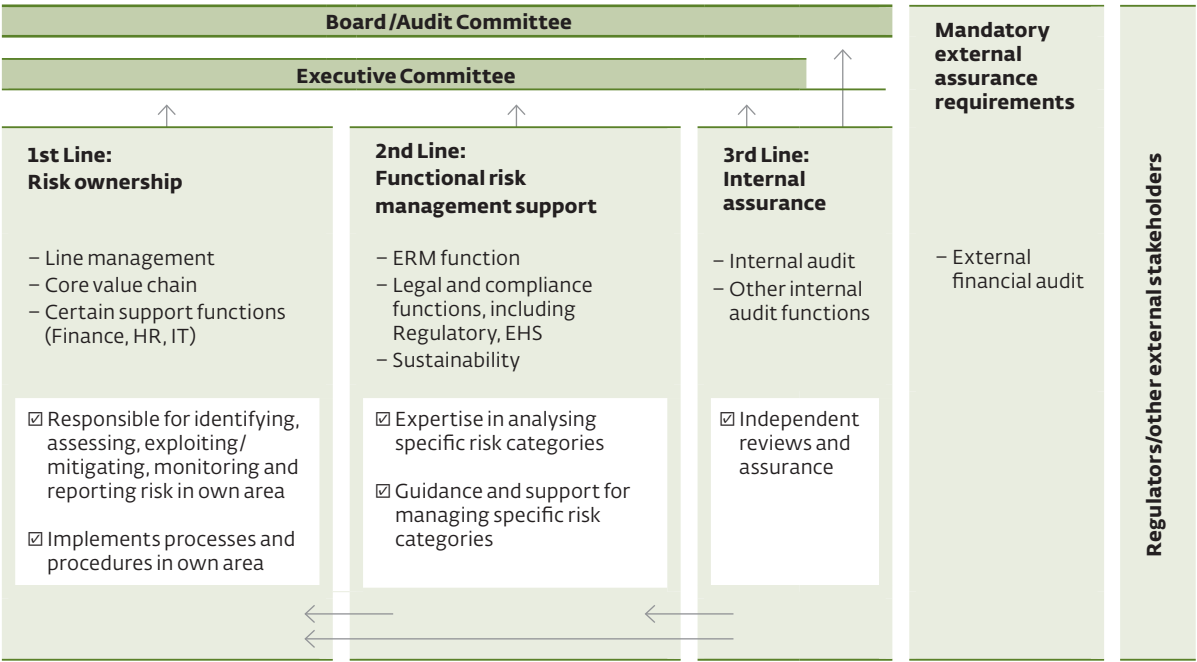 Board/Audit Committee
Executive Committee
1st Line:
Risk ownership
– Line management
– Core value chain
– Certain support functions
(Finance, HR, IT)
☑ Responsible for identifying,
assessing, exploiting/
mitigating, monitoring and
reporting risk in own area
☑ Implements processes and
procedures in own area
2nd Line:
Functional risk
management support
– ERM function
– Legal and compliance
functions, including
Regulatory, EHS
– Sustainability
☑ Expertise in analysing
specific risk categories
☑ Guidance and support for
managing specific risk
categories
3rd Line:
Internal
assurance
– Internal audit
– Other internal
audit functions
☑ Independent
reviews and
assurance
Mandatory
external
assurance
requirements
– External
financial audit
Regulators/other external stakeholders